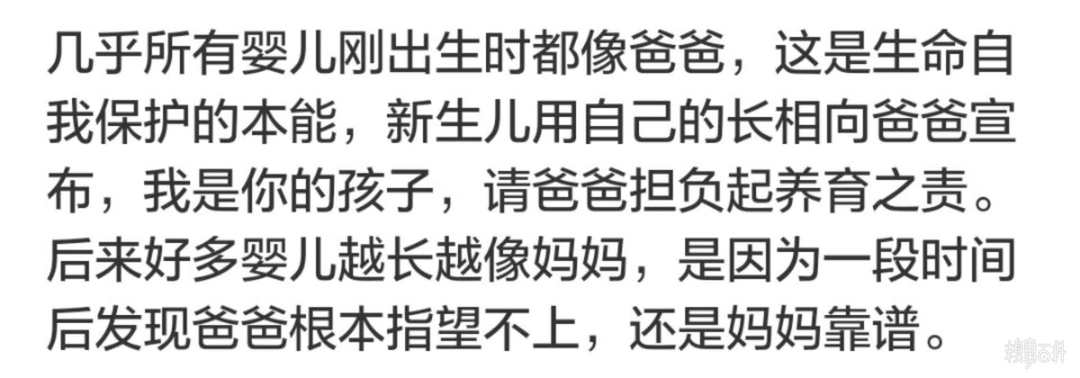 几乎所有婴儿刚出生时都像爸爸，这是生命自
我保护的本能，新生儿用自己的长相向爸爸宣
布，我是你的孩子，请爸爸担负起养育之责。
后来好多婴儿越长越像妈妈，是因为一段时间
后发现爸爸根本指望不上，还是妈妈靠谱。